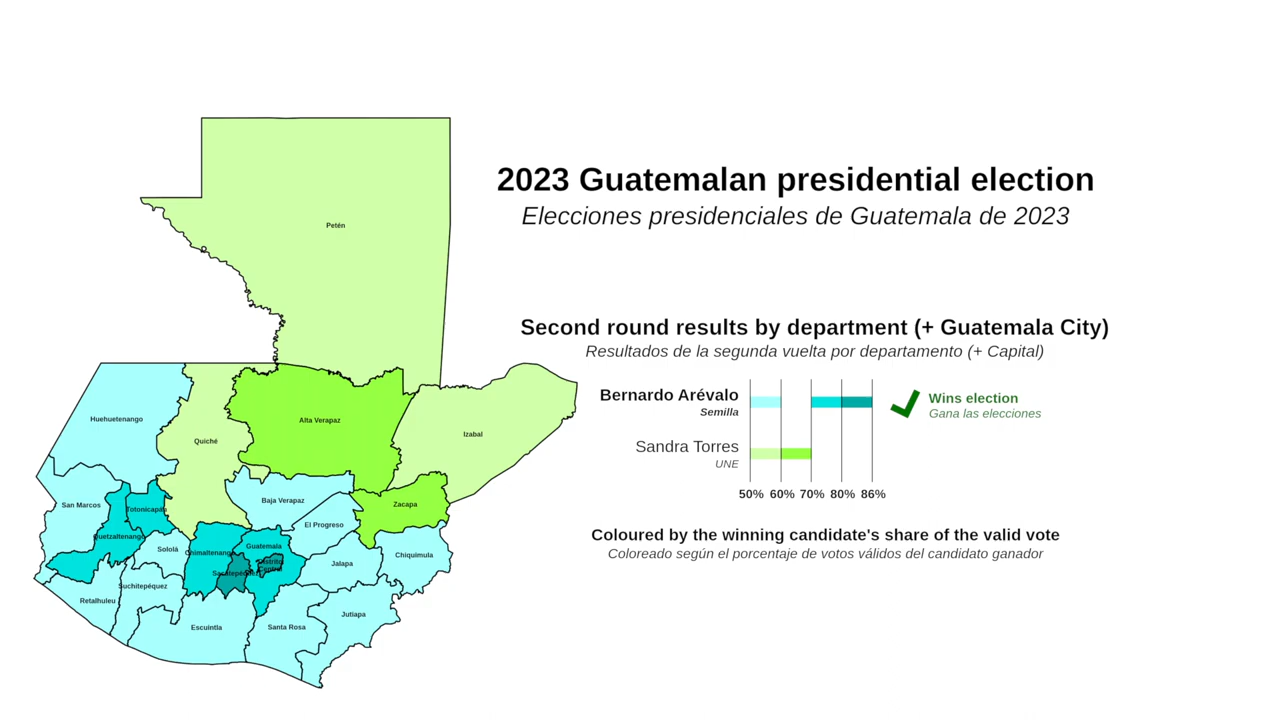 2023 Guatemalan presidential election
Elecciones presidenciales de Guatemala de 2023
Petén
Second round results by department (+ Guatemala City)
Resultados de la segunda vuelta por departamento (+ Capital)
Bernardo Arévalo
Semilla
Wins election
Gana las elecciones
Sandra Torres
UNE
50% 60% 70% 80% 86%
Coloured by the winning candidate's share of the valid vote
Coloreado según el porcentaje de votos válidos del candidato ganador
Huehuetenango
Quiché
Alta Verapaz
Izabal
San Marcos
Totonicapán
Baja Verapaz
Zacapa
El Progreso
Quetzaltenango
Sololá
Chimaltenango
Guatemala
Chiquimula
Distrito
Central
Jalapa
Sacatepéquez
Suchitepéquez
Retalhuleu
Escuintla
Santa Rosa
Jutiapa